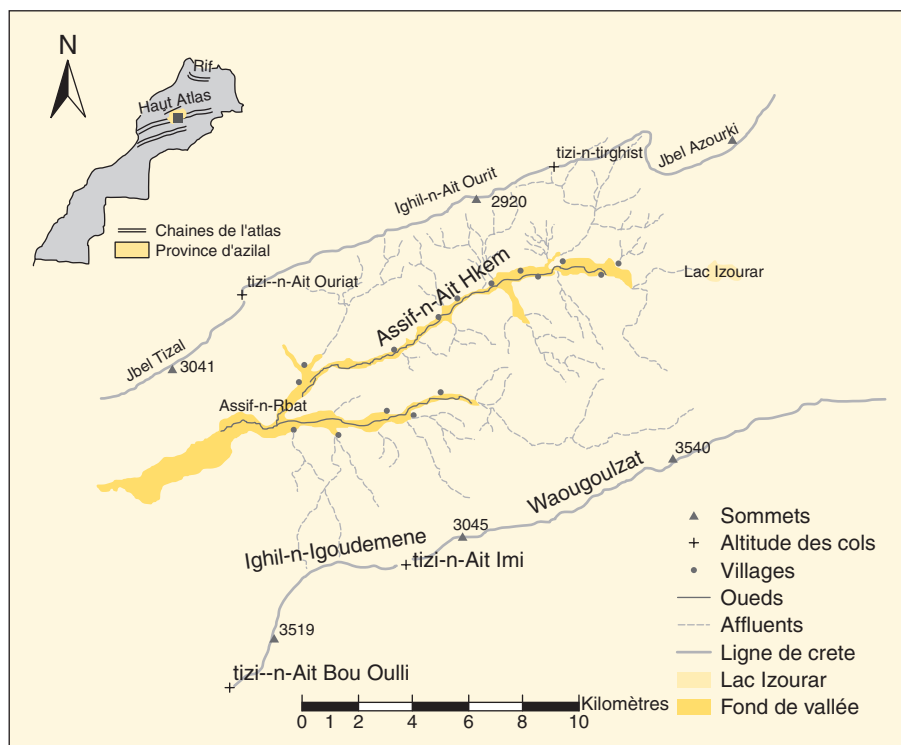 N
Rif
Haut Atlas
Chaines de l'atlas
Province d'azilal
Jbel Azourki
tizi-n-tirghist
Ighil-n-Ait Ourit
2920
Lac Izourar
Assif-n-Ait Hkem
tizi--n-Ait Ouriat
Jbel Tizal
3041
Assif-n-Rbat
3540
Waougoulzat
3045
Ighil-n-Igoudemene
tizi-n-Ait Imi
3519
tizi--n-Ait Bou Oulli
Sommets
Altitude des cols
Villages
Oueds
Affluents
Ligne de crete
Lac Izourar
Fond de vallée
Kilomètres
0 1 2 4 6 8 10